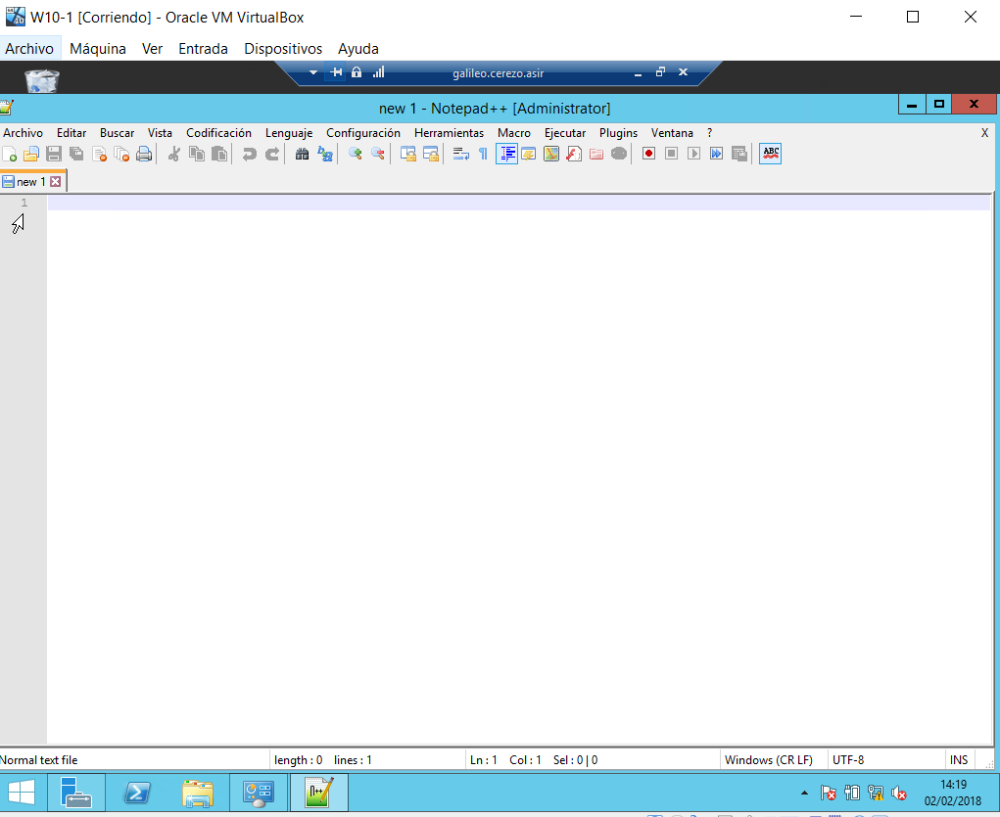 W10-1 [Corriendo] - Oracle VM VirtualBox
Archivo Máquina Ver Entrada Dispositivos Ayuda
galileo.cerezo.asir
new 1 - Notepad++ [Administrator]
Archivo Editar Buscar Vista Codificación Lenguaje Configuración Herramientas Macro Ejecutar Plugins Ventana ? X
ABC
new 1
1
Normal text file length : 0 lines : 1 Ln : 1 Col : 1 Sel : 0 | 0 Windows (CR LF) UTF-8 INS
14:19
02/02/2018